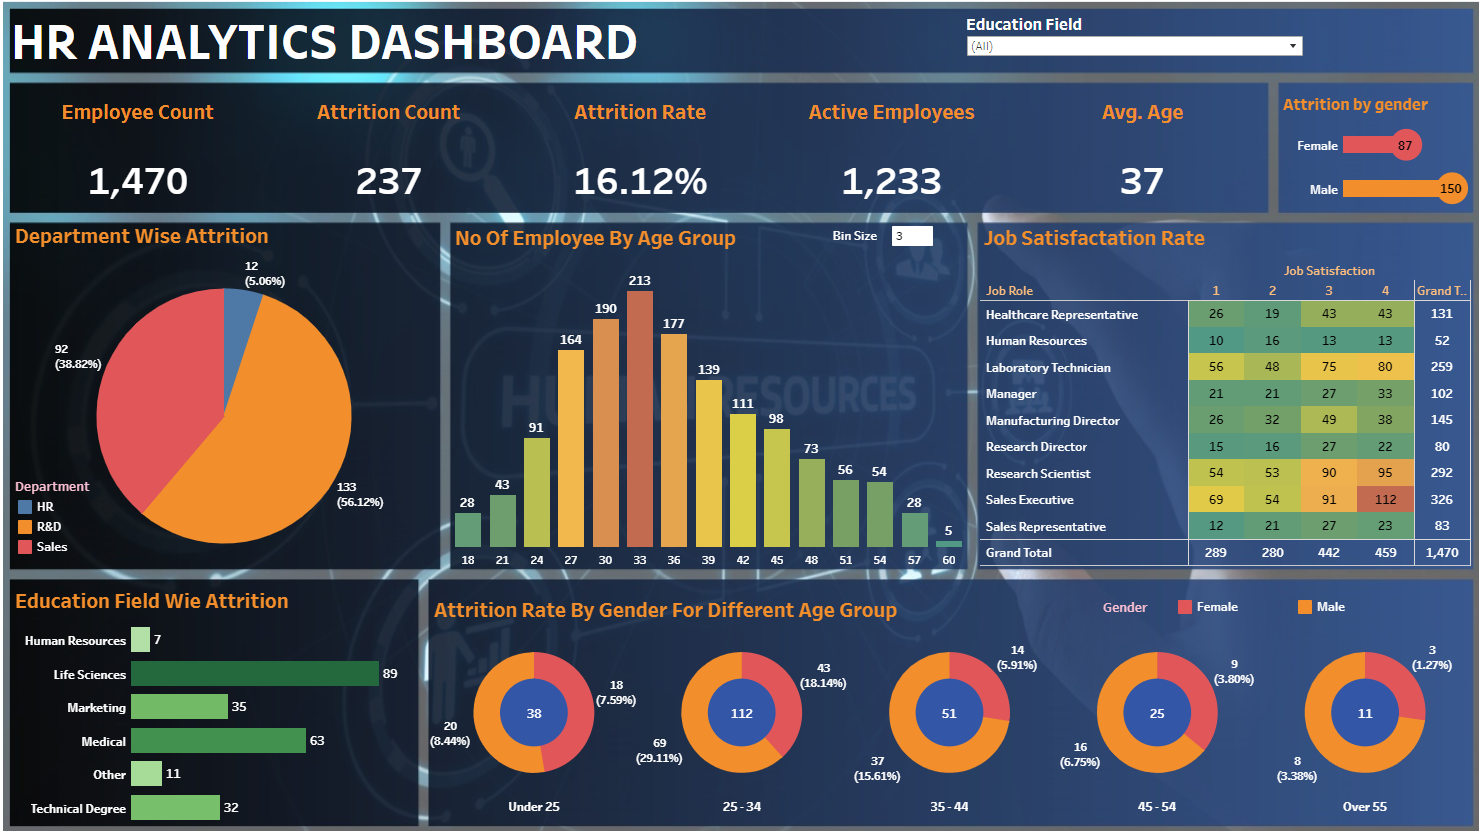 HR ANALYTICS DASHBOARD
Education Field
(All)
Employee Count
Attrition Count
Attrition Rate
Active Employees
Avg. Age
1,470
237
16.12%
1,233
37
Attrition by gender
Female 87
Male 150
Department Wise Attrition
12
(5.06%)
92
(38.82%)
133
(56.12%)
Department
HR
R&D
Sales
No Of Employee By Age Group
Bin Size 3
28 43 91 164 190 213 177 139 111 98 73 56 54 28 5
18 21 24 27 30 33 36 39 42 45 48 51 54 57 60
HUMAN RESOURCES
Job Satisfactation Rate
Job Satisfaction
Job Role 1 2 3 4 Grand T..
Healthcare Representative 26 19 43 43 131
Human Resources 10 16 13 13 52
Laboratory Technician 56 48 75 80 259
Manager 21 21 27 33 102
Manufacturing Director 26 32 49 38 145
Research Director 15 16 27 22 80
Research Scientist 54 53 90 95 292
Sales Executive 69 54 91 112 326
Sales Representative 12 21 27 23 83
Grand Total 289 280 442 459 1,470
Education Field Wie Attrition
Human Resources 7
Life Sciences 89
Marketing 35
Medical 63
Other 11
Technical Degree 32
Attrition Rate By Gender For Different Age Group
Gender Female Male
18
(7.59%)
38
20
(8.44%)
Under 25
43
(18.14%)
112
69
(29.11%)
25 - 34
14
(5.91%)
51
37
(15.61%)
35 - 44
9
(3.80%)
25
16
(6.75%)
45 - 54
3
(1.27%)
11
8
(3.38%)
Over 55